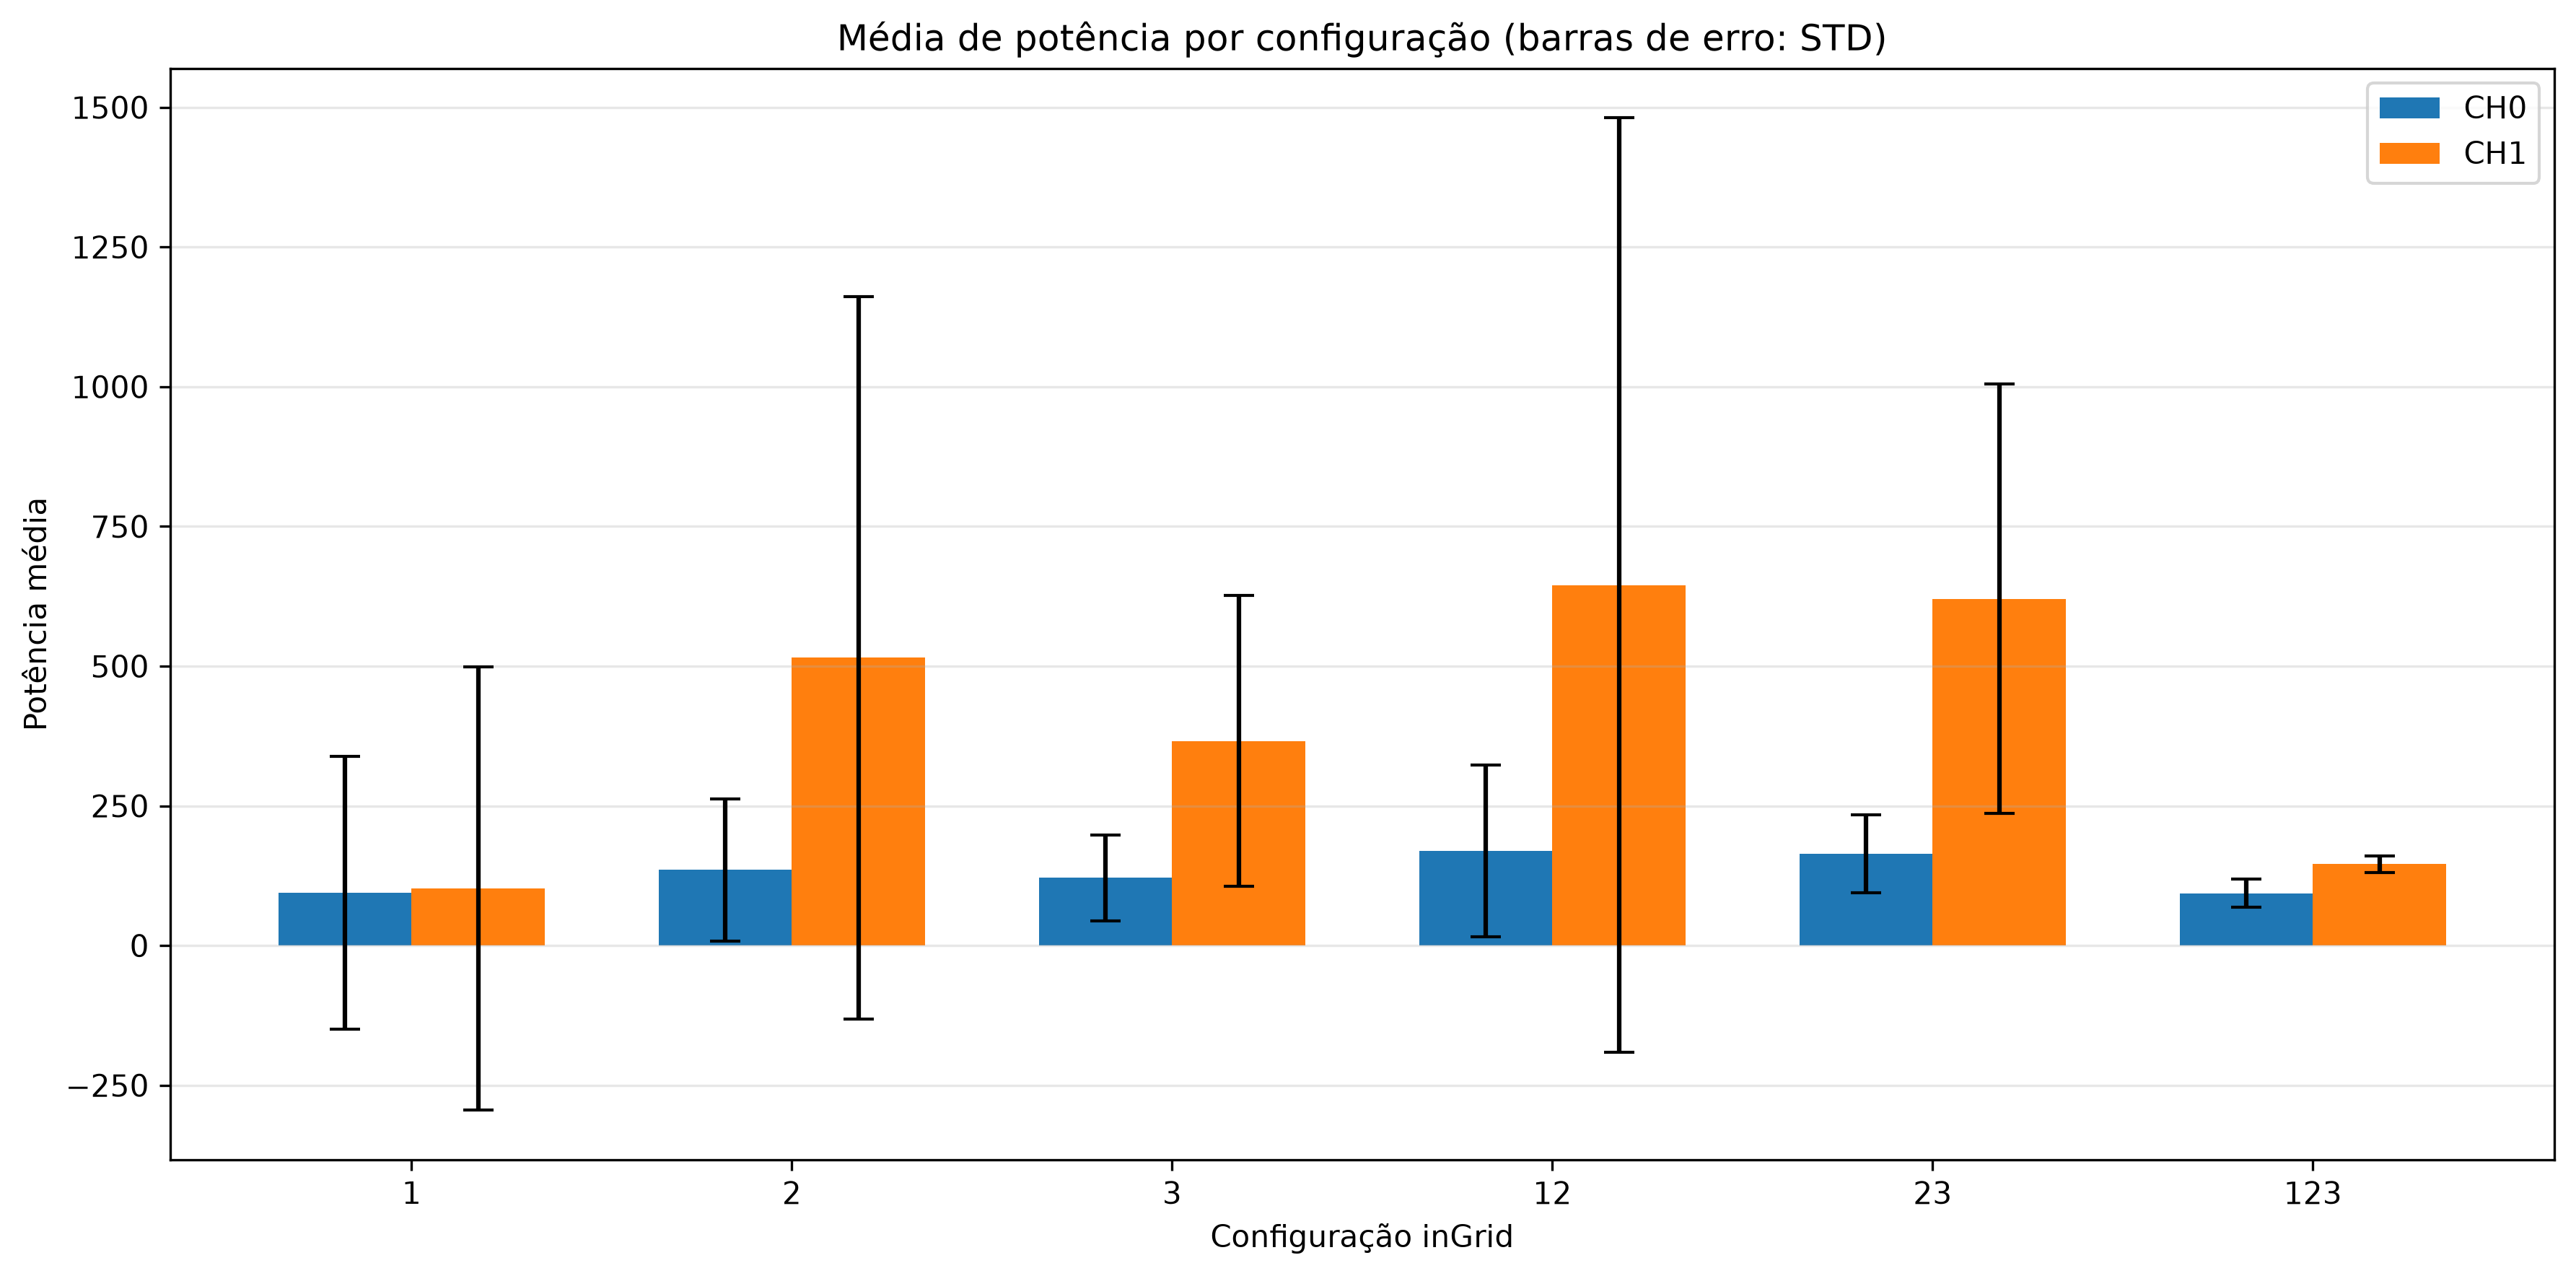 Média de potência por configuração (barras de erro: STD)
CH0
CH1
1500
1250
1000
750
500
250
0
−250
Potência média
1 2 3 12 23 123
Configuração inGrid